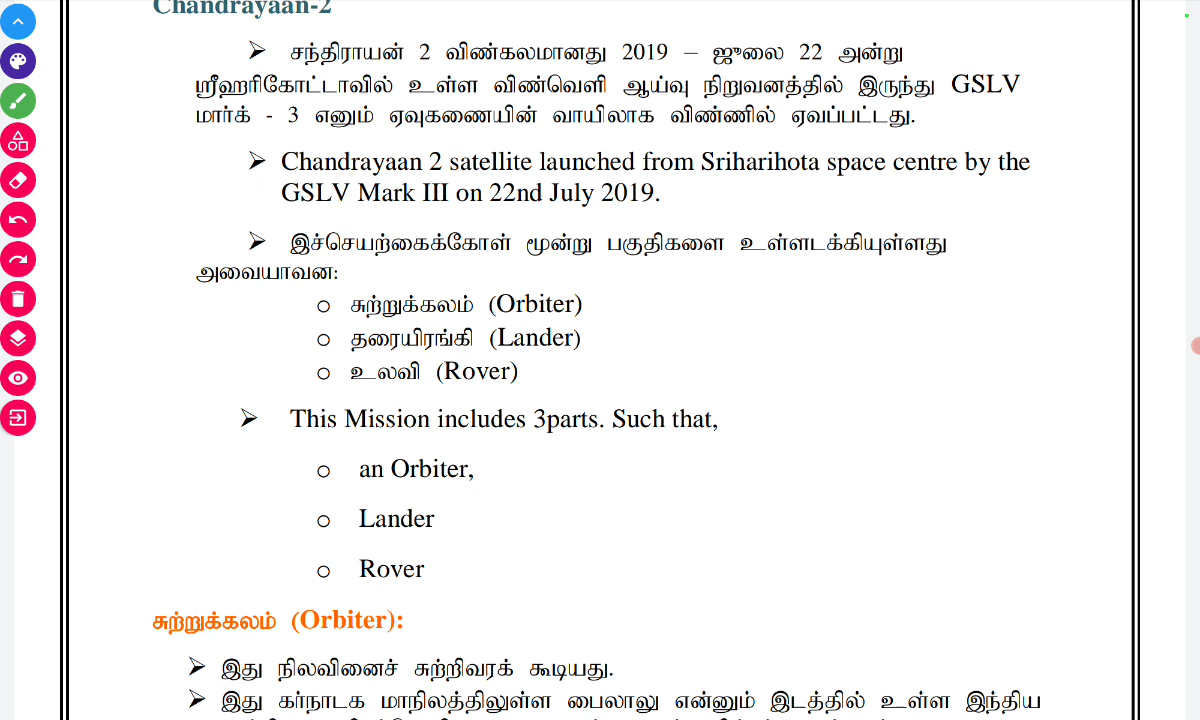 Chandrayaan-2
➢ சந்திராயன் 2 விண்கலமானது 2019 – ஜுலை 22 அன்று
ஸ்ரீஹரிகோட்டாவில் உள்ள விண்வெளி ஆய்வு நிறுவனத்தில் இருந்து GSLV
மார்க் - 3 எனும் ஏவுகணையின் வாயிலாக விண்ணில் ஏவப்பட்டது.
➢ Chandrayaan 2 satellite launched from Sriharihota space centre by the
GSLV Mark III on 22nd July 2019.
➢ இச்செயற்கைக்கோள் மூன்று பகுதிகளை உள்ளடக்கியுள்ளது
அவையாவன:
o சுற்றுக்கலம் (Orbiter)
o தரையிரங்கி (Lander)
o உலவி (Rover)
➢ This Mission includes 3parts. Such that,
o an Orbiter,
o Lander
o Rover
சுற்றுக்கலம் (Orbiter):
➢ இது நிலவினைச் சுற்றிவரக் கூடியது.
➢ இது கர்நாடக மாநிலத்திலுள்ள பைலாலு என்னும் இடத்தில் உள்ள இந்திய